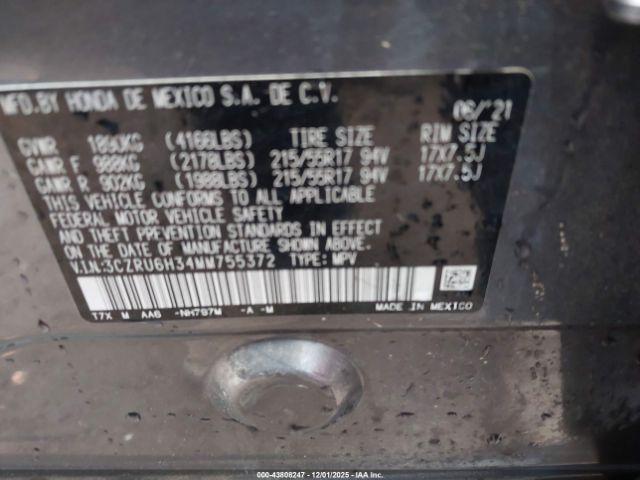 MFD.BY HONDA DE MEXICO S.A. DE C.V. 06/'21
GVWR 1890KG (4166LBS) TIRE SIZE RIM SIZE
GAWR F 988KG (2178LBS) 215/55R17 94V 17X7.5J
GAWR R 902KG (1988LBS) 215/55R17 94V 17X7.5J
THIS VEHICLE CONFORMS TO ALL APPLICABLE
FEDERAL MOTOR VEHICLE SAFETY
AND THEFT PREVENTION STANDARDS IN EFFECT
ON THE DATE OF MANUFACTURE SHOWN ABOVE.
V.I.N:3CZRU6H34MM755372 TYPE: MPV
T7X M AA6 -NH797M -A -M MADE IN MEXICO
000-43808247 - 12/01/2025 - IAAI.CA